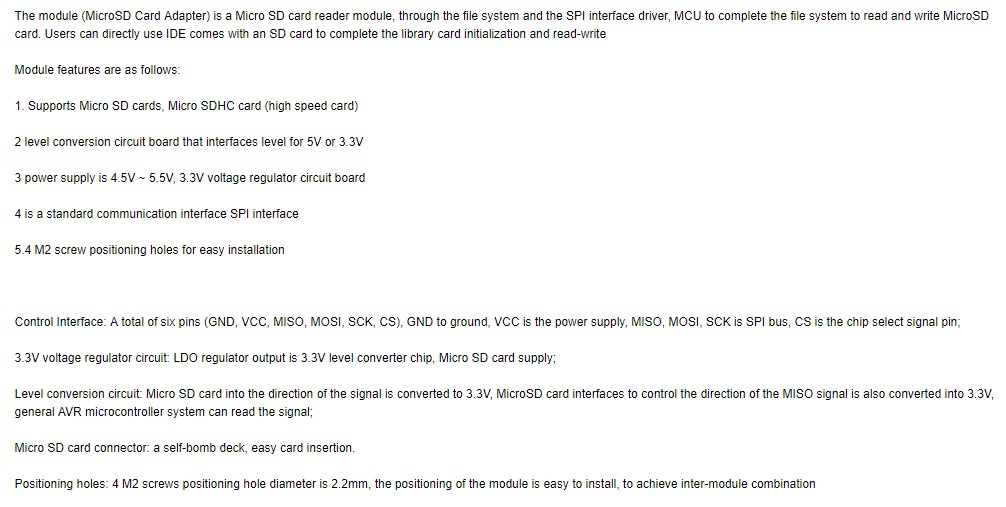 The module (MicroSD Card Adapter) is a Micro SD card reader module, through the file system and the SPI interface driver, MCU to complete the file system to read and write MicroSD
card. Users can directly use IDE comes with an SD card to complete the library card initialization and read-write
Module features are as follows:
1. Supports Micro SD cards, Micro SDHC card (high speed card)
2 level conversion circuit board that interfaces level for 5V or 3.3V
3 power supply is 4.5V ~ 5.5V, 3.3V voltage regulator circuit board
4 is a standard communication interface SPI interface
5.4 M2 screw positioning holes for easy installation
Control Interface: A total of six pins (GND, VCC, MISO, MOSI, SCK, CS), GND to ground, VCC is the power supply, MISO, MOSI, SCK is SPI bus, CS is the chip select signal pin;
3.3V voltage regulator circuit: LDO regulator output is 3.3V level converter chip, Micro SD card supply;
Level conversion circuit: Micro SD card into the direction of the signal is converted to 3.3V, MicroSD card interfaces to control the direction of the MISO signal is also converted into 3.3V,
general AVR microcontroller system can read the signal;
Micro SD card connector: a self-bomb deck, easy card insertion.
Positioning holes: 4 M2 screws positioning hole diameter is 2.2mm, the positioning of the module is easy to install, to achieve inter-module combination